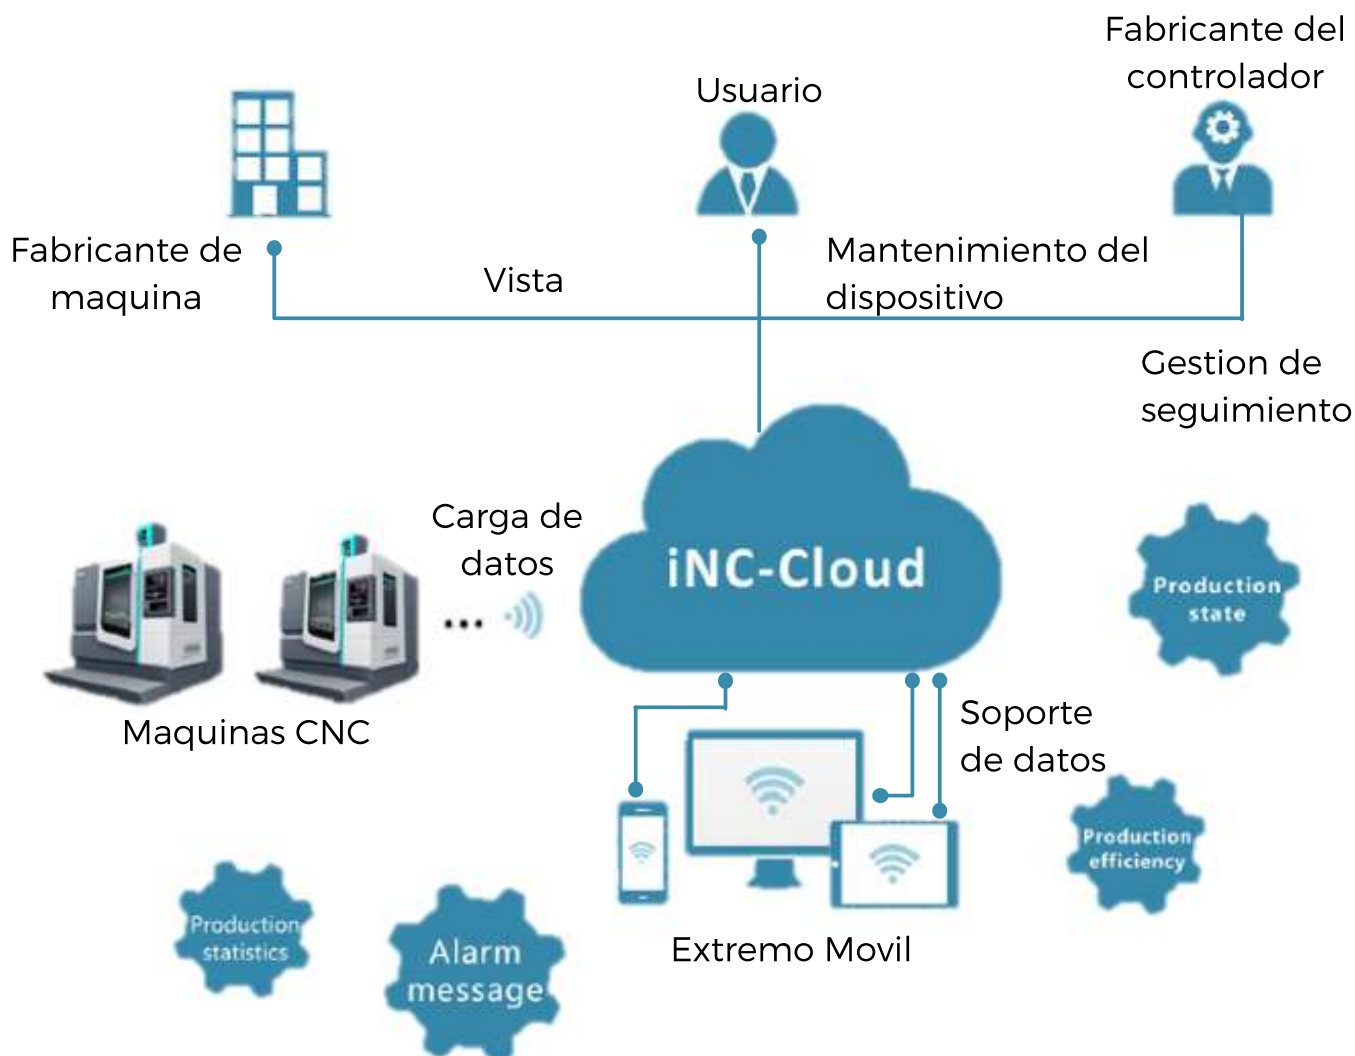 Fabricante del
controlador
Usuario
Fabricante de
maquina
Vista
Mantenimiento del
dispositivo
Gestion de
seguimiento
Carga de
datos
...
iNC-Cloud
Production
state
Maquinas CNC
Soporte
de datos
Production
efficiency
Production
statistics
Alarm
message
Extremo Movil